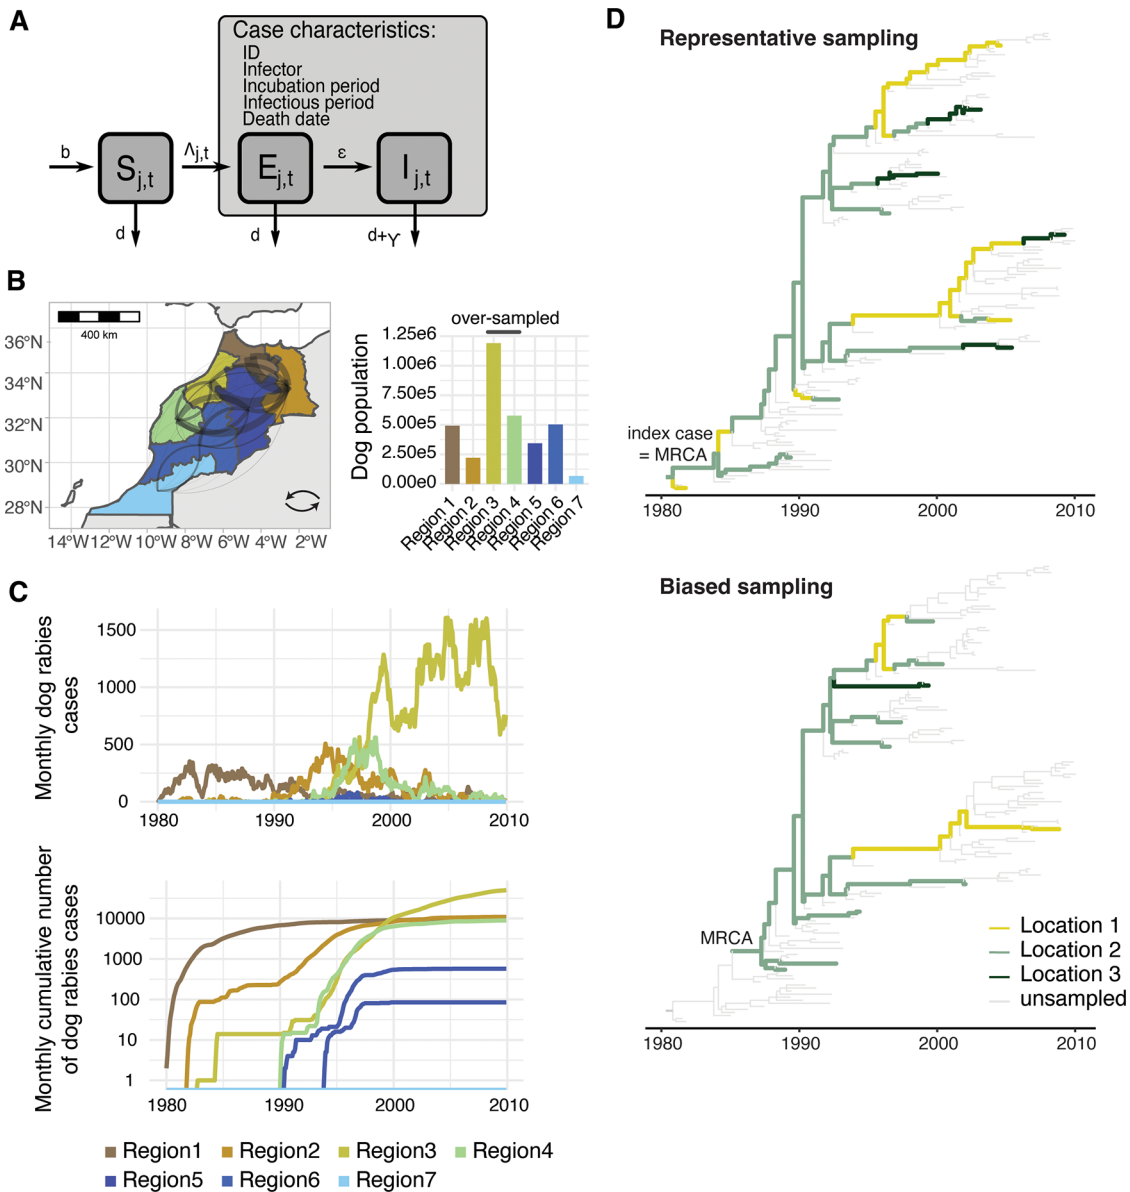 A
Case characteristics:
ID
Infector
Incubation period
Infectious period
Death date
b
S j,t
Λj,t
E j,t
ε
I j,t
d
d
d+ϒ
B
400 km
36°N
34°N
32°N
30°N
28°N
14°W 12°W 10°W 8°W 6°W 4°W 2°W
over-sampled
Dog population
1.25e6
1.00e6
7.50e5
5.00e5
2.50e5
0.00e0
Region 1
Region 2
Region 3
Region 4
Region 5
Region 6
Region 7
C
Monthly dog rabies
cases
1500
1000
500
0
1980 1990 2000 2010
Monthly cumulative number
of dog rabies cases
10000
1000
100
10
1
1980 1990 2000 2010
Region1 Region2 Region3 Region4
Region5 Region6 Region7
D
Representative sampling
index case
= MRCA
1980 1990 2000 2010
Biased sampling
MRCA
Location 1
Location 2
Location 3
unsampled
1980 1990 2000 2010